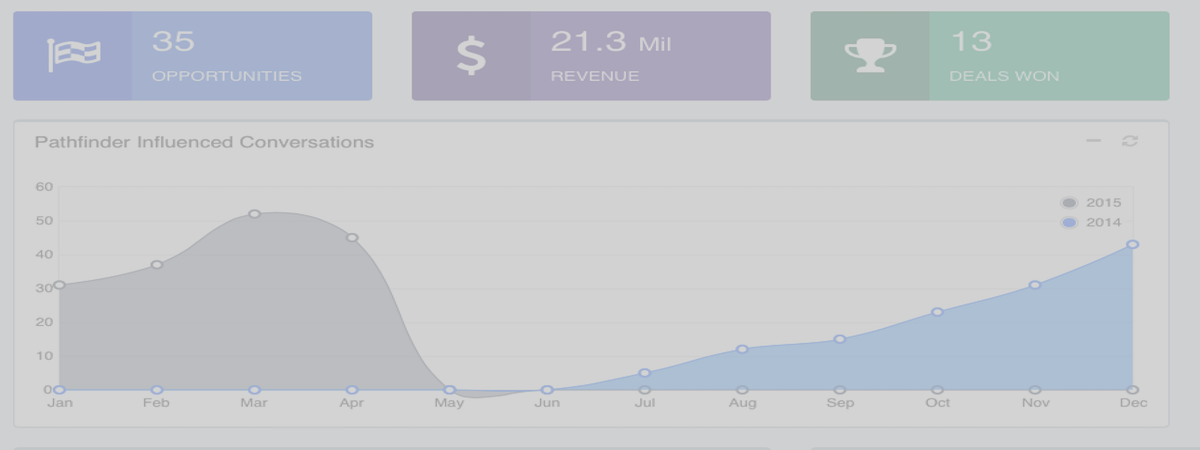 35
OPPORTUNITIES
$
21.3 Mil
REVENUE
13
DEALS WON
Pathfinder Influenced Conversations
60
50
40
30
20
10
0
2015
2014
Jan Feb Mar Apr May Jun Jul Aug Sep Oct Nov Dec